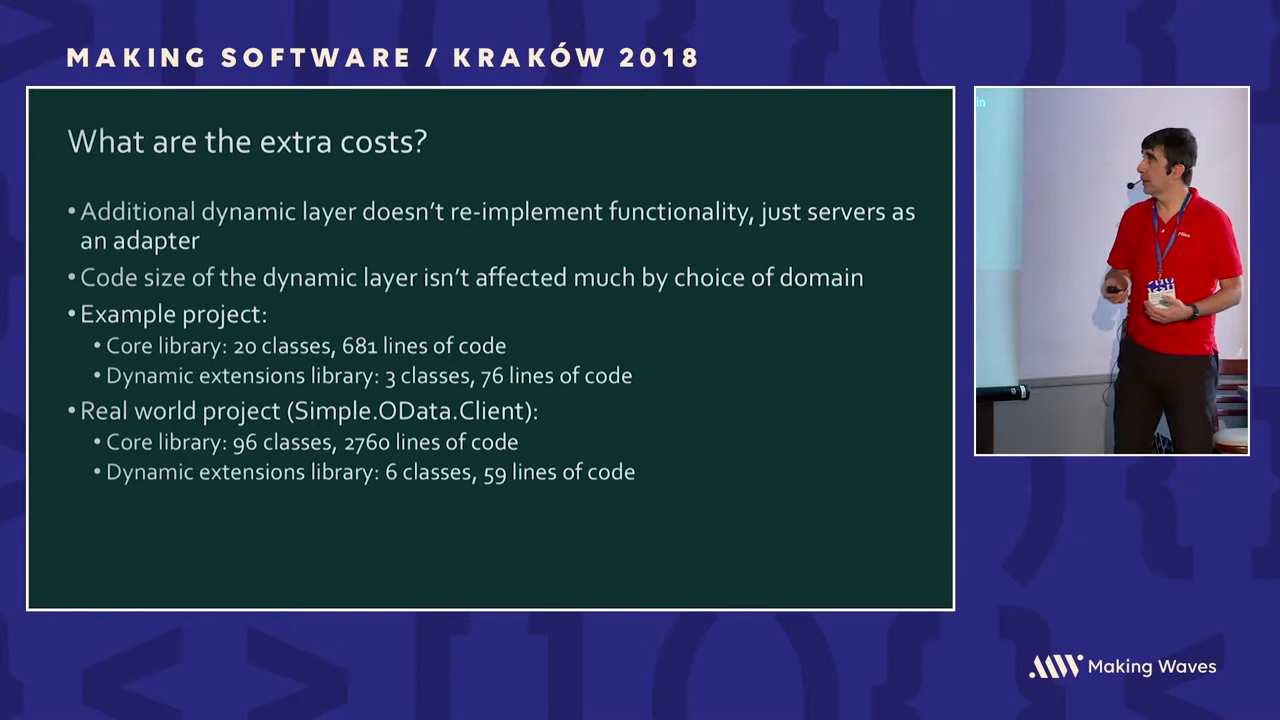 MAKING SOFTWARE / KRAKÓW 2018
What are the extra costs?
• Additional dynamic layer doesn't re-implement functionality, just servers as
an adapter
• Code size of the dynamic layer isn't affected much by choice of domain
• Example project:
• Core library: 20 classes, 681 lines of code
• Dynamic extensions library: 3 classes, 76 lines of code
• Real world project (Simple.OData.Client):
• Core library: 96 classes, 2760 lines of code
• Dynamic extensions library: 6 classes, 59 lines of code
in
Making Waves